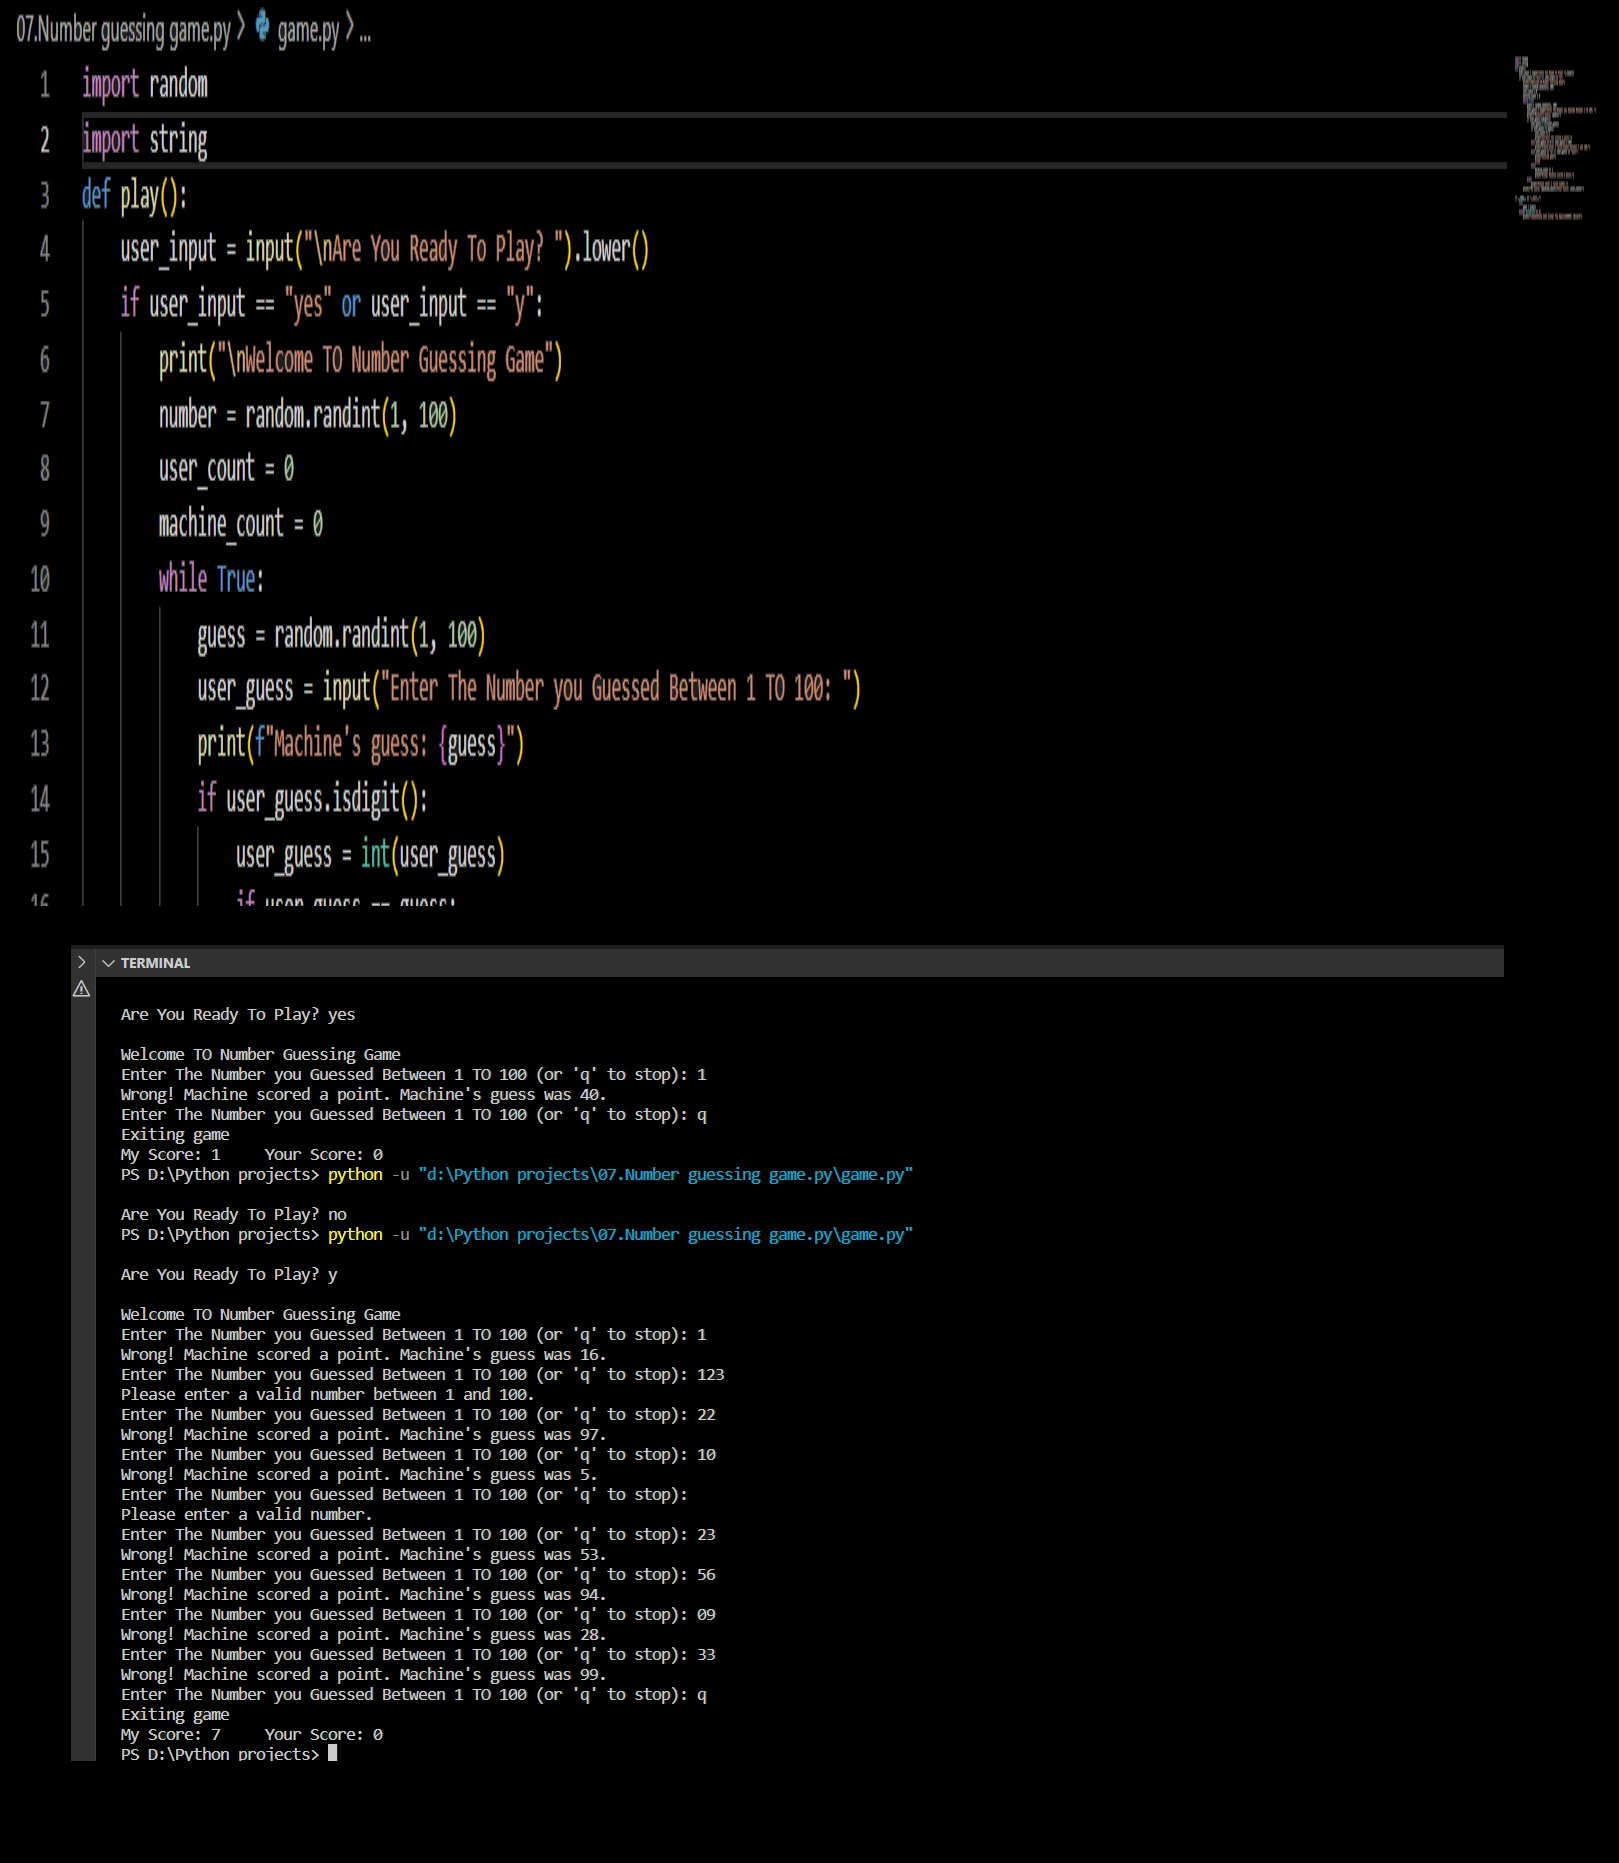 07.Number guessing game.py > game.py > ...
1 import random
2 import string
3 def play():
4 user_input = input("\nAre You Ready To Play? ").lower()
5 if user_input == "yes" or user_input == "y":
6 print("\nWelcome TO Number Guessing Game")
7 number = random.randint(1, 100)
8 user_count = 0
9 machine_count = 0
10 while True:
11 guess = random.randint(1, 100)
12 user_guess = input("Enter The Number you Guessed Between 1 TO 100: ")
13 print(f"Machine's guess: {guess}")
14 if user_guess.isdigit():
15 user_guess = int(user_guess)
16 if user_guess == guess:
TERMINAL
Are You Ready To Play? yes
Welcome TO Number Guessing Game
Enter The Number you Guessed Between 1 TO 100 (or 'q' to stop): 1
Wrong! Machine scored a point. Machine's guess was 40.
Enter The Number you Guessed Between 1 TO 100 (or 'q' to stop): q
Exiting game
My Score: 1     Your Score: 0
PS D:\Python projects> python -u "d:\Python projects\07.Number guessing game.py\game.py"
Are You Ready To Play? no
PS D:\Python projects> python -u "d:\Python projects\07.Number guessing game.py\game.py"
Are You Ready To Play? y
Welcome TO Number Guessing Game
Enter The Number you Guessed Between 1 TO 100 (or 'q' to stop): 1
Wrong! Machine scored a point. Machine's guess was 16.
Enter The Number you Guessed Between 1 TO 100 (or 'q' to stop): 123
Please enter a valid number between 1 and 100.
Enter The Number you Guessed Between 1 TO 100 (or 'q' to stop): 22
Wrong! Machine scored a point. Machine's guess was 97.
Enter The Number you Guessed Between 1 TO 100 (or 'q' to stop): 10
Wrong! Machine scored a point. Machine's guess was 5.
Enter The Number you Guessed Between 1 TO 100 (or 'q' to stop):
Please enter a valid number.
Enter The Number you Guessed Between 1 TO 100 (or 'q' to stop): 23
Wrong! Machine scored a point. Machine's guess was 53.
Enter The Number you Guessed Between 1 TO 100 (or 'q' to stop): 56
Wrong! Machine scored a point. Machine's guess was 94.
Enter The Number you Guessed Between 1 TO 100 (or 'q' to stop): 09
Wrong! Machine scored a point. Machine's guess was 28.
Enter The Number you Guessed Between 1 TO 100 (or 'q' to stop): 33
Wrong! Machine scored a point. Machine's guess was 99.
Enter The Number you Guessed Between 1 TO 100 (or 'q' to stop): q
Exiting game
My Score: 7     Your Score: 0
PS D:\Python projects>